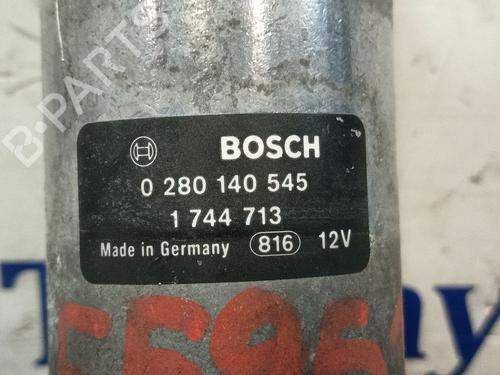 B-PARTS
BOSCH
0 280 140 545
1 744 713
Made in Germany 816 12V